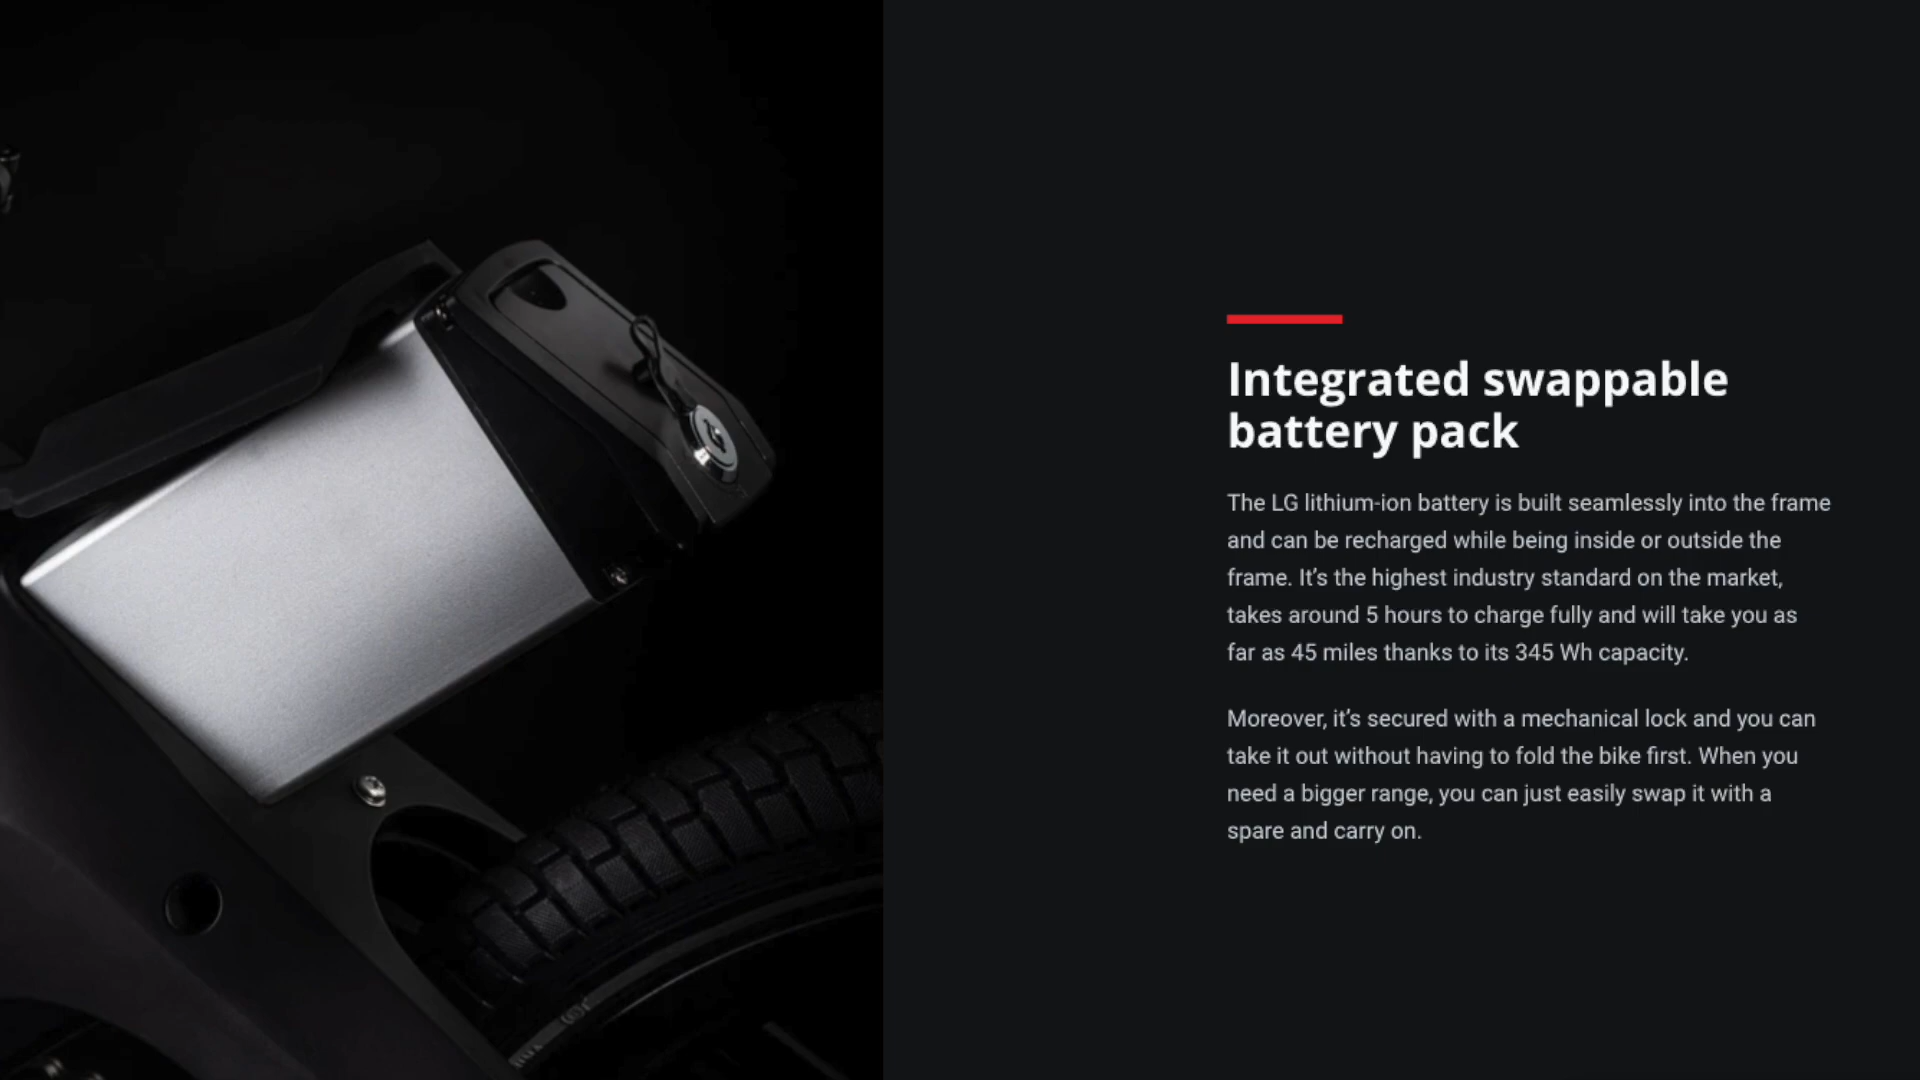 Integrated swappable
battery pack
The LG lithium-ion battery is built seamlessly into the frame
and can be recharged while being inside or outside the
frame. It’s the highest industry standard on the market,
takes around 5 hours to charge fully and will take you as
far as 45 miles thanks to its 345 Wh capacity.
Moreover, it’s secured with a mechanical lock and you can
take it out without having to fold the bike first. When you
need a bigger range, you can just easily swap it with a
spare and carry on.